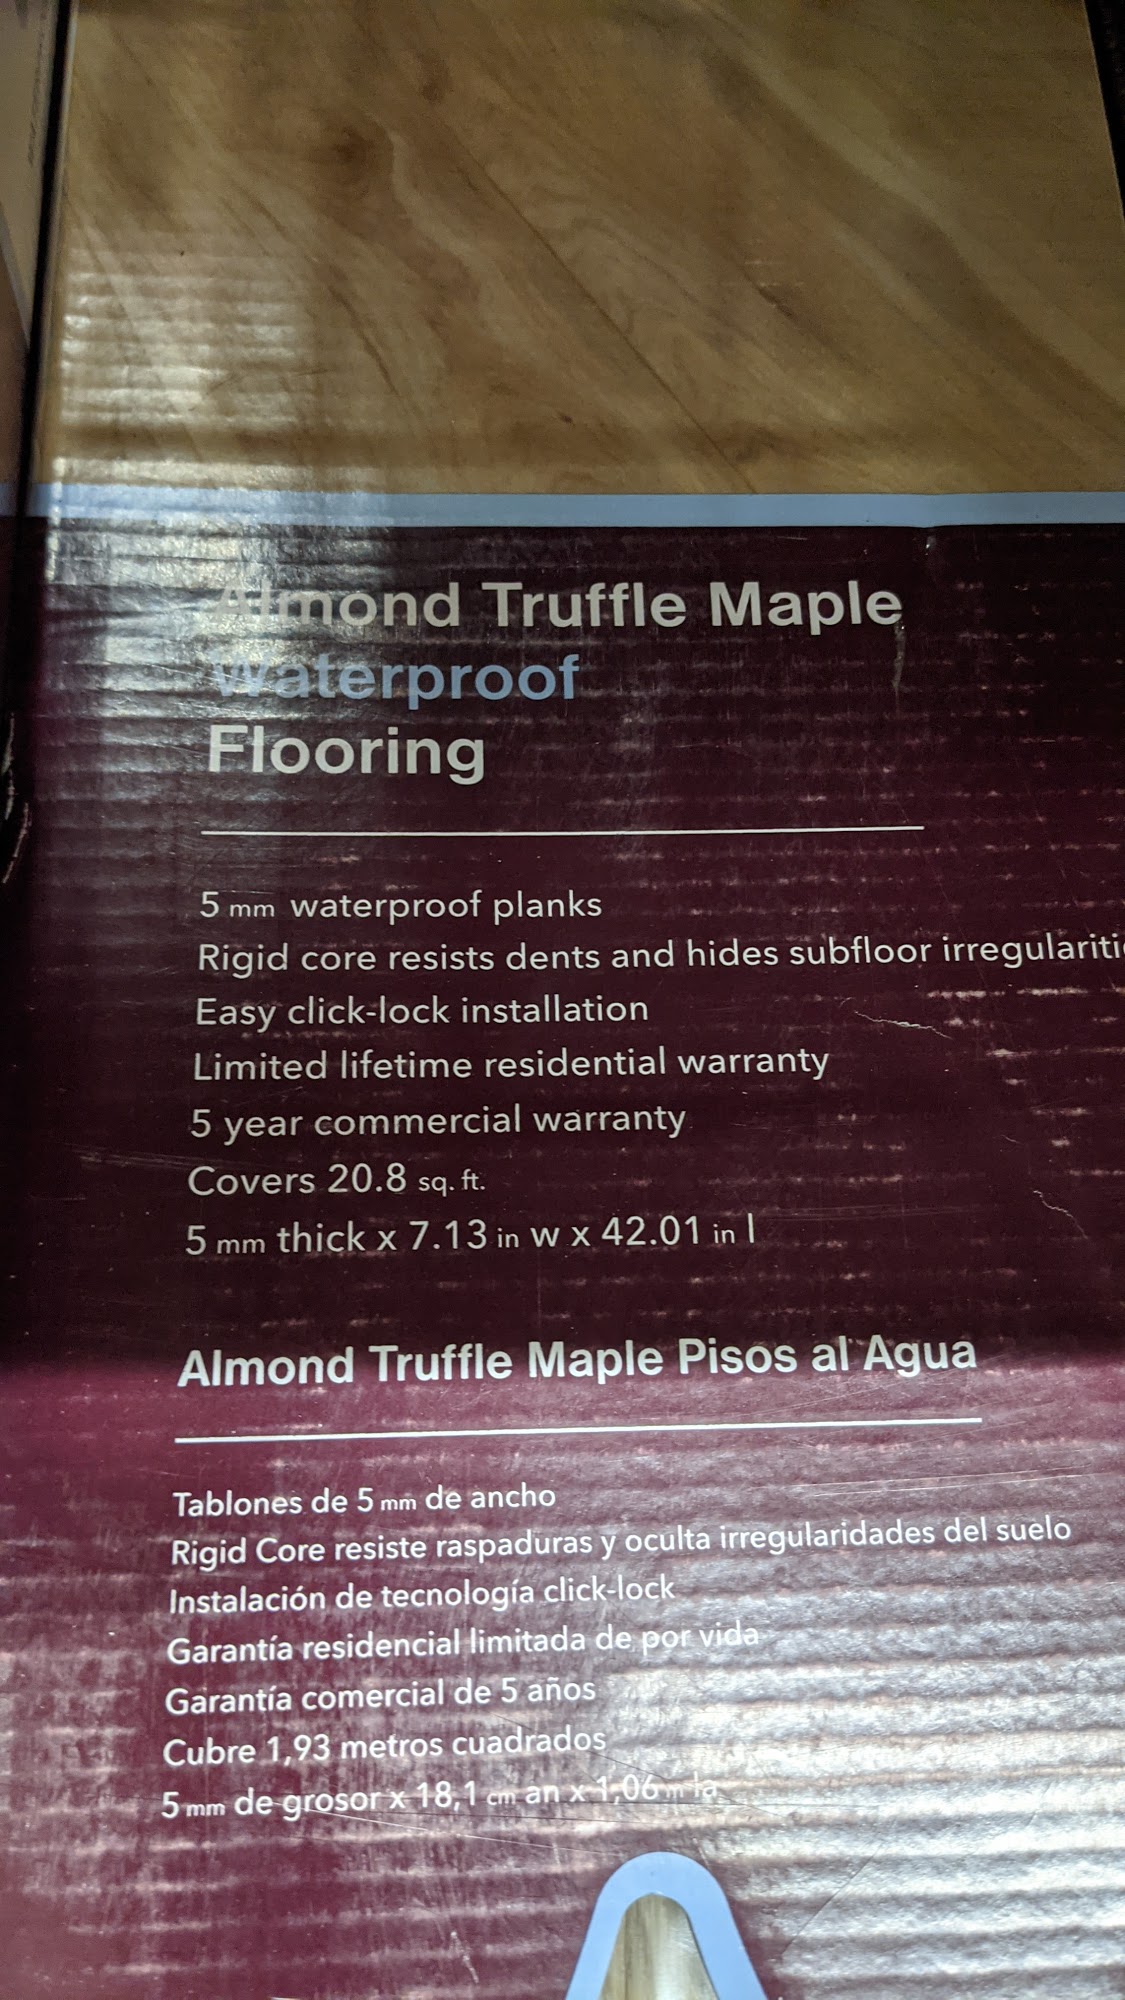 Almond Truffle Maple
Waterproof
Flooring
5 mm waterproof planks
Rigid core resists dents and hides subfloor irregulariti
Easy click-lock installation
Limited lifetime residential warranty
5 year commercial warranty
Covers 20.8 sq. ft.
5 mm thick x 7.13 in w x 42.01 in l
Almond Truffle Maple Pisos al Agua
Tablones de 5 mm de ancho
Rigid Core resiste raspaduras y oculta irregularidades del suelo
Instalación de tecnología click-lock
Garantía residencial limitada de por vida
Garantía comercial de 5 años
Cubre 1,93 metros cuadrados
5 mm de grosor x 18,1 cm an x 1,06 m la